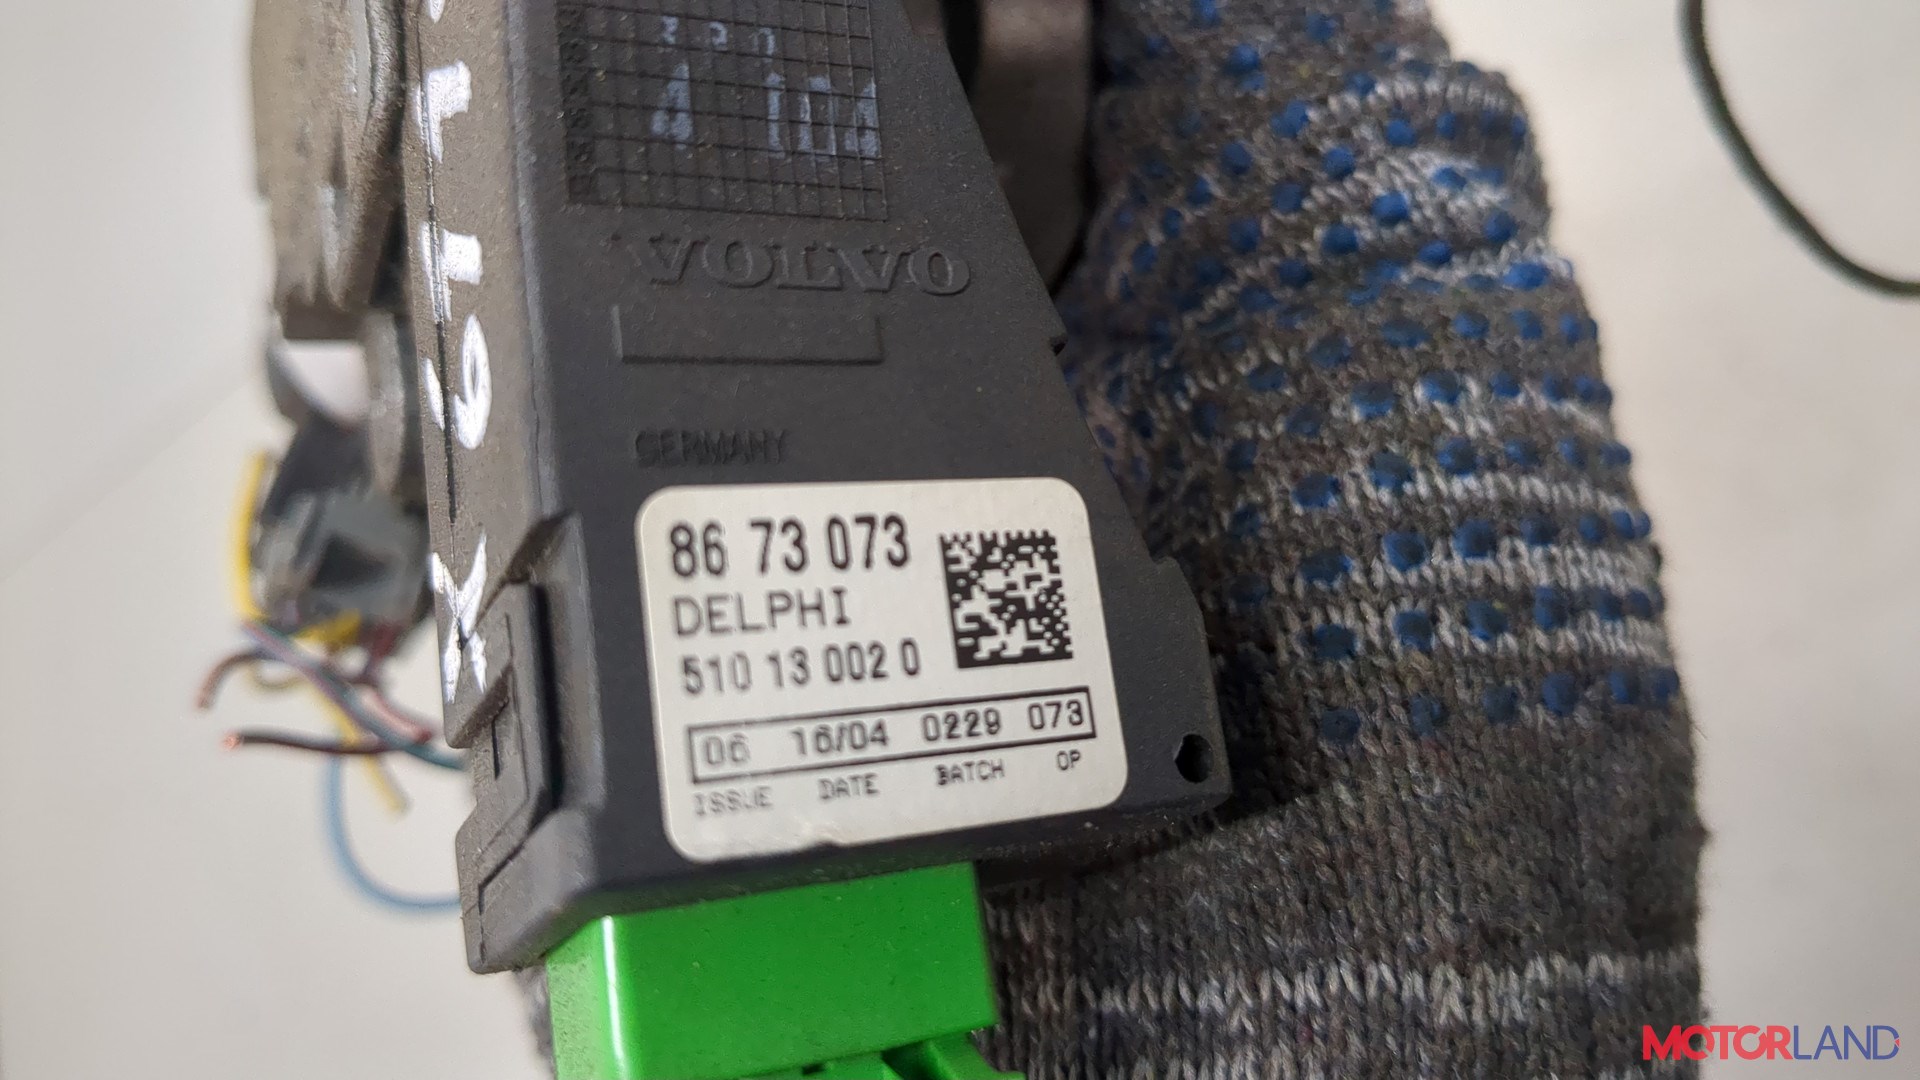 VOLVO
GERMANY
86 73 073
DELPHI
510 13 002 0
06 16/04 0229 073
ISSUE DATE BATCH OP
MOTORLAND